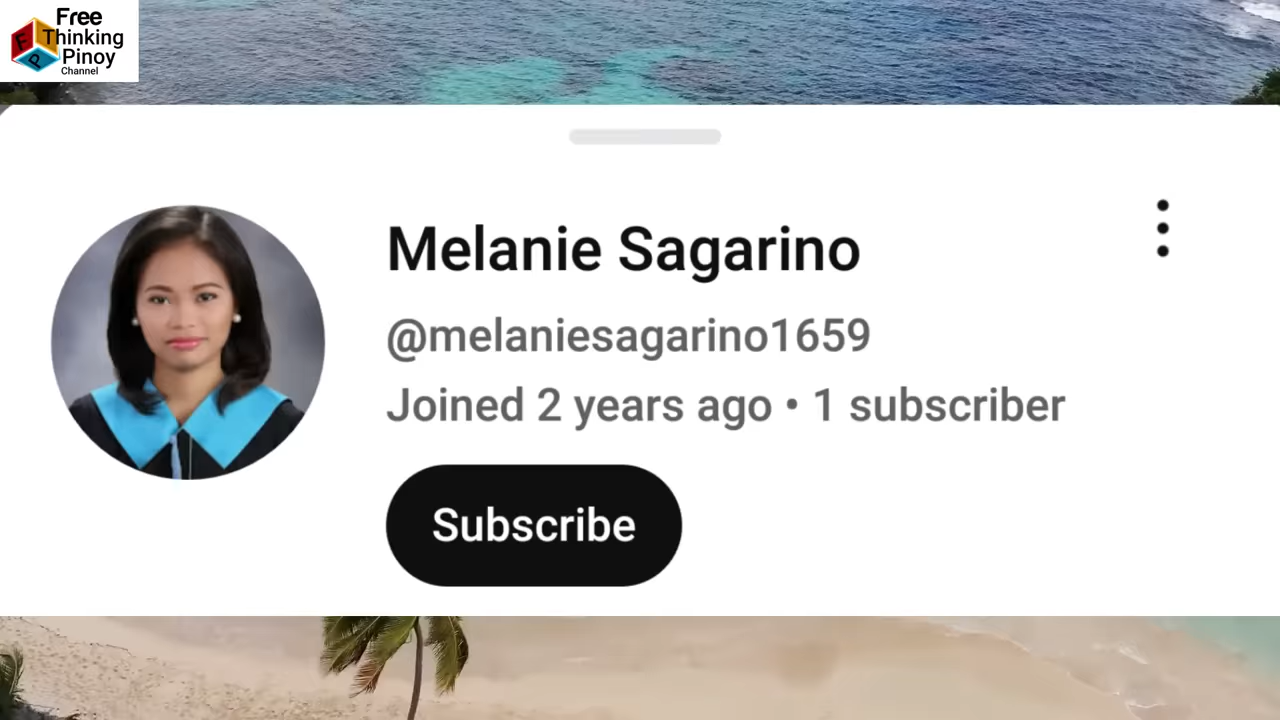 Free
Thinking
Pinoy
Channel
F
P
Melanie Sagarino
@melaniesagarino1659
Joined 2 years ago • 1 subscriber
Subscribe